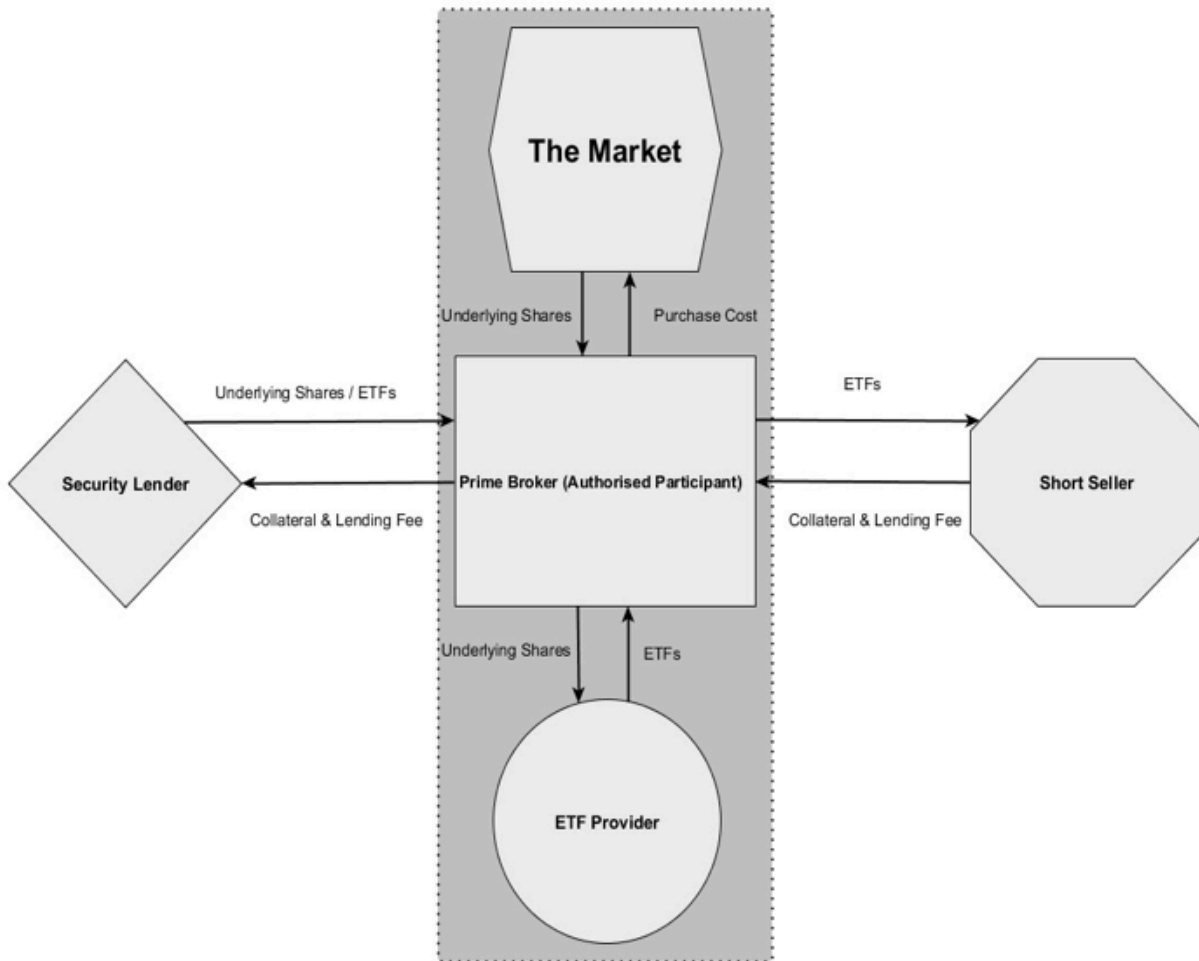 The Market
Underlying Shares
Purchase Cost
Underlying Shares / ETFs
ETFs
Security Lender
Prime Broker (Authorised Participant)
Short Seller
Collateral & Lending Fee
Collateral & Lending Fee
Underlying Shares
ETFs
ETF Provider